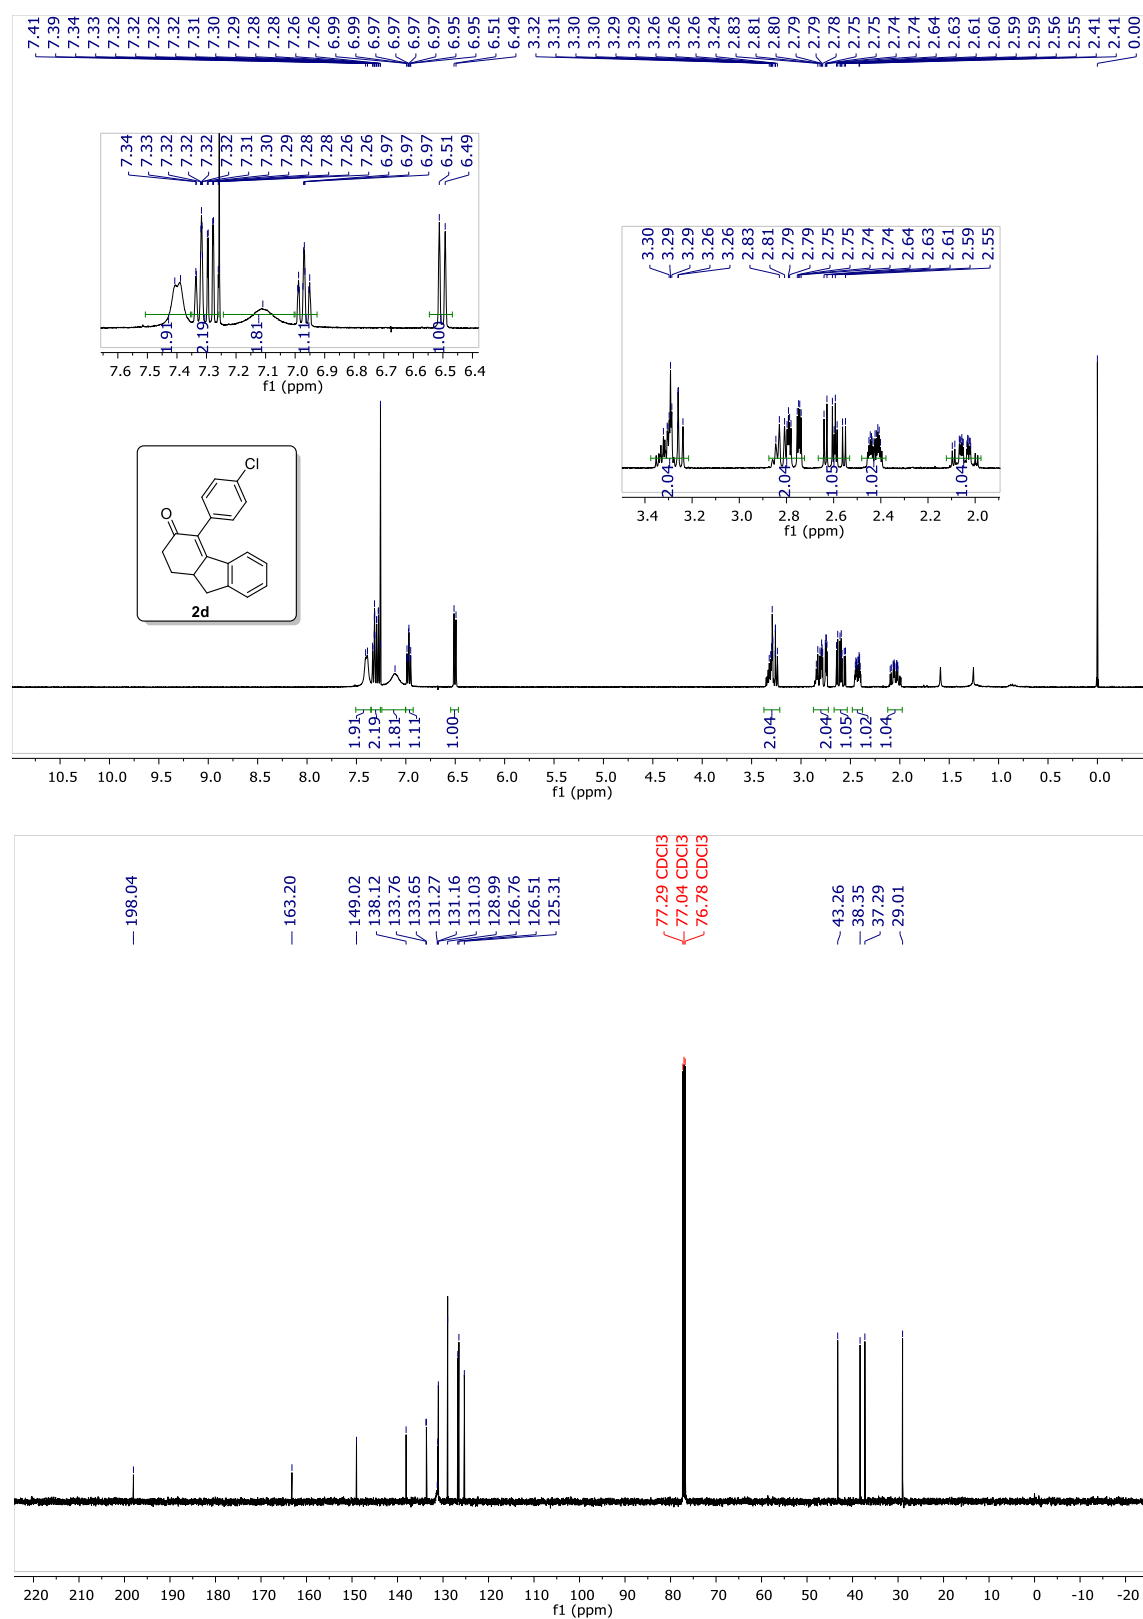 7.41 7.39 7.34 7.33 7.32 7.32 7.32 7.32 7.31 7.30 7.29 7.28 7.28 7.26 7.26 6.99 6.99 6.97 6.97 6.97 6.95 6.95 6.51 6.49 3.32 3.31 3.30 3.30 3.29 3.29 3.26 3.26 3.24 2.83 2.81 2.80 2.79 2.79 2.78 2.75 2.75 2.74 2.74 2.64 2.63 2.61 2.60 2.59 2.59 2.56 2.55 2.41 2.41 0.00
7.34 7.33 7.32 7.32 7.32 7.32 7.31 7.30 7.29 7.28 7.28 7.26 7.26 6.97 6.97 6.97 6.51 6.49
1.91 2.19 1.81 1.11 1.00
7.6 7.5 7.4 7.3 7.2 7.1 7.0 6.9 6.8 6.7 6.6 6.5 6.4
f1 (ppm)
3.30 3.29 3.29 3.26 3.26 2.83 2.81 2.79 2.79 2.75 2.75 2.74 2.74 2.64 2.63 2.61 2.59 2.55
2.04 2.04 1.05 1.02 1.04
3.4 3.2 3.0 2.8 2.6 2.4 2.2 2.0
f1 (ppm)
Cl
O
2d
1.91 2.19 1.81 1.11 1.00 2.04 2.04 1.05 1.02 1.04
10.5 10.0 9.5 9.0 8.5 8.0 7.5 7.0 6.5 6.0 5.5 5.0 4.5 4.0 3.5 3.0 2.5 2.0 1.5 1.0 0.5 0.0
f1 (ppm)
198.04 163.20 149.02 138.12 133.76 133.65 131.27 131.16 131.03 128.99 126.76 126.51 125.31 77.29 CDCl3 77.04 CDCl3 76.78 CDCl3 43.26 38.35 37.29 29.01
220 210 200 190 180 170 160 150 140 130 120 110 100 90 80 70 60 50 40 30 20 10 0 -10 -20
f1 (ppm)